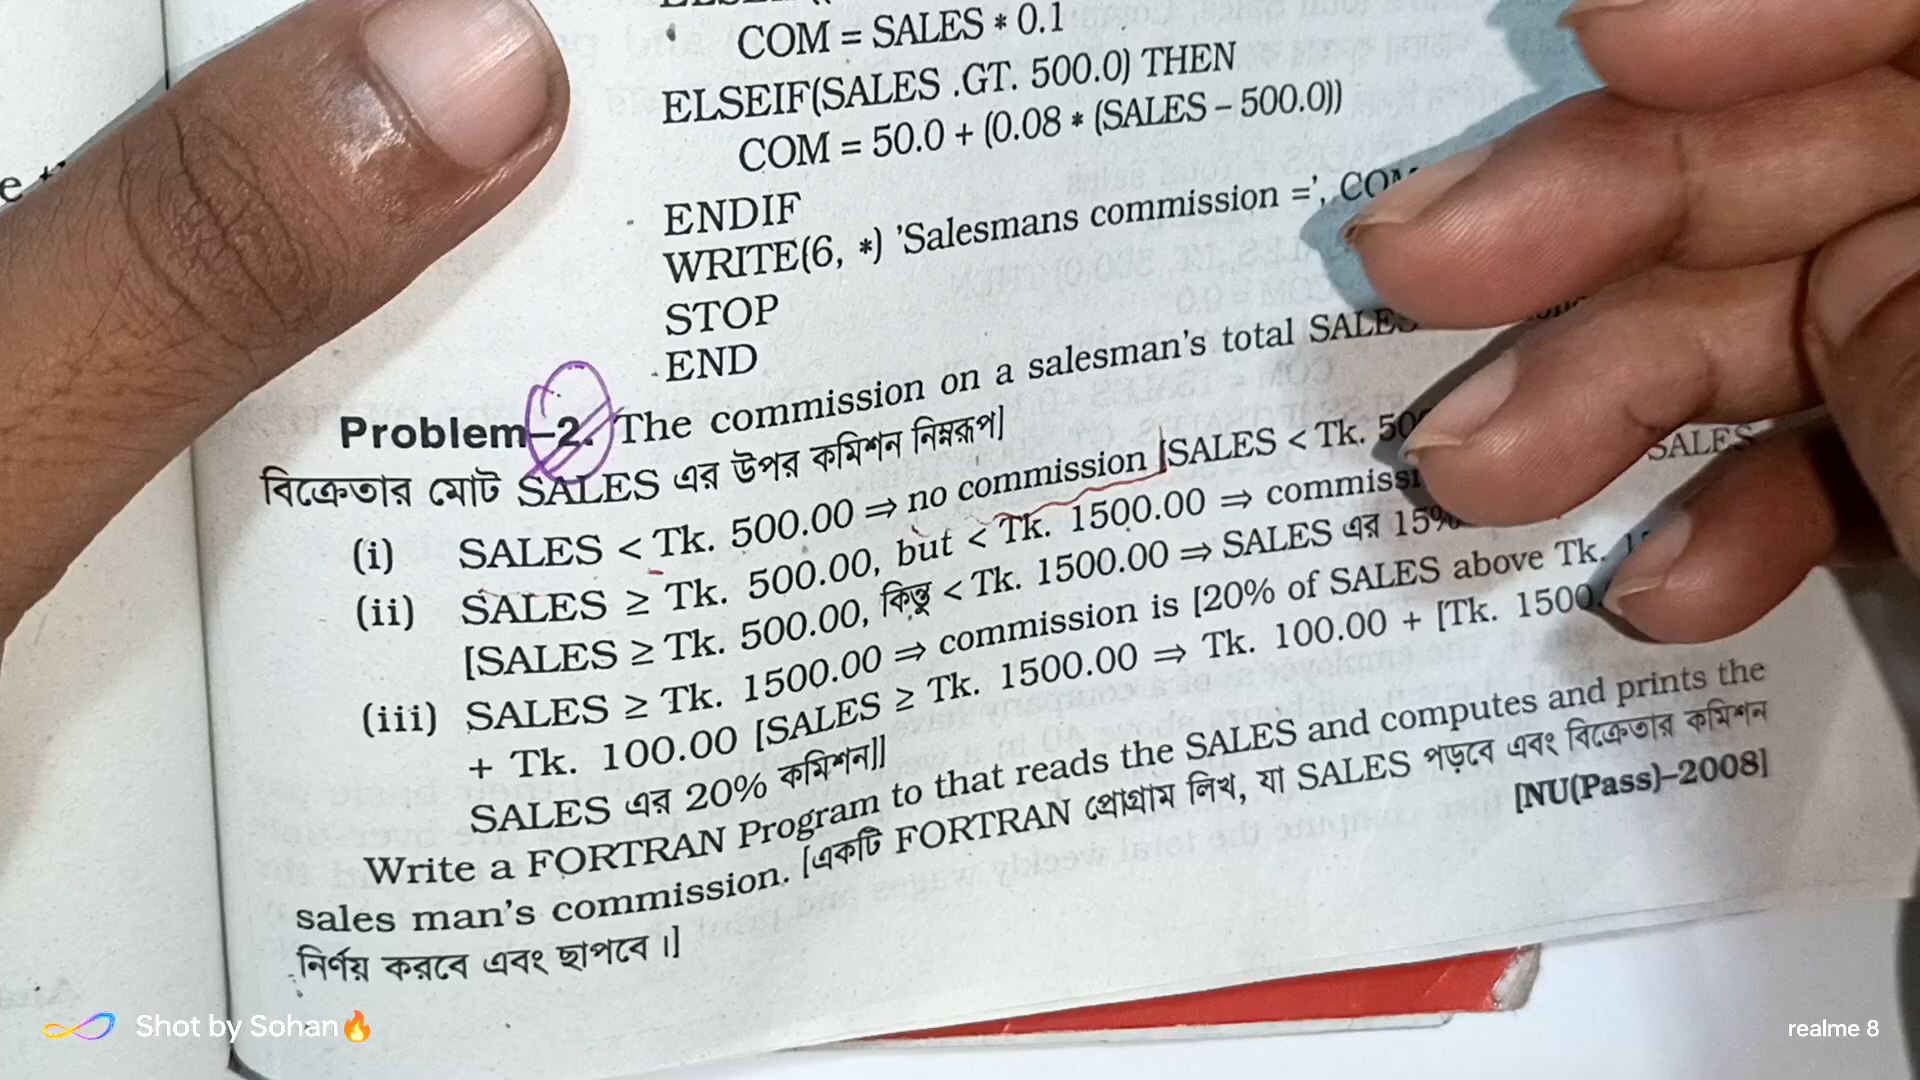 COM = SALES * 0.1
ELSEIF(SALES .GT. 500.0) THEN
COM = 50.0 + (0.08 * (SALES – 500.0))
ENDIF
WRITE(6, *) 'Salesmans commission =',
STOP
END
Problem–2. The commission on a salesman's total
বিক্রেতার মোট SALES এর উপর কমিশন নিম্নরূপ]
(i) SALES < Tk. 500.00 ⇒ no commission [SALES < Tk. SALES
(ii) SALES ≥ Tk. 500.00, but < Tk. 1500.00 ⇒
[SALES ≥ Tk. 500.00, কিন্তু < Tk. 1500.00 ⇒ SALES এর 15%
(iii) SALES ≥ Tk. 1500.00 ⇒ commission is [20% of SALES above Tk.
+ Tk. 100.00 [SALES ≥ Tk. 1500.00 ⇒ Tk. 100.00 + [Tk. 1500
SALES এর 20% কমিশন]]
Write a FORTRAN Program to that reads the SALES and computes and prints the
sales man's commission. [একটি FORTRAN প্রোগ্রাম লিখ, যা SALES পড়বে এবং বিক্রেতার কমিশন
নির্ণয় করবে এবং ছাপবে।]
[NU(Pass)–2008]
Shot by Sohan🔥
realme 8